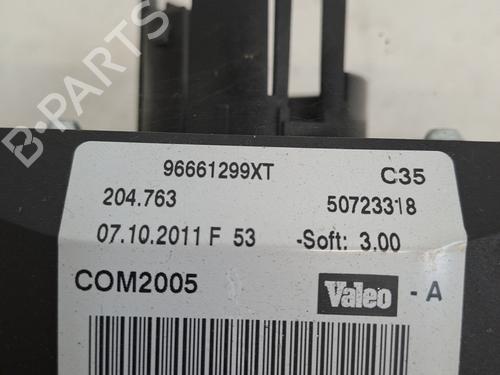 B-PARTS
96661299XT C35
204.763 50723318
07.10.2011 F 53 -Soft: 3.00
COM2005 Valeo - A